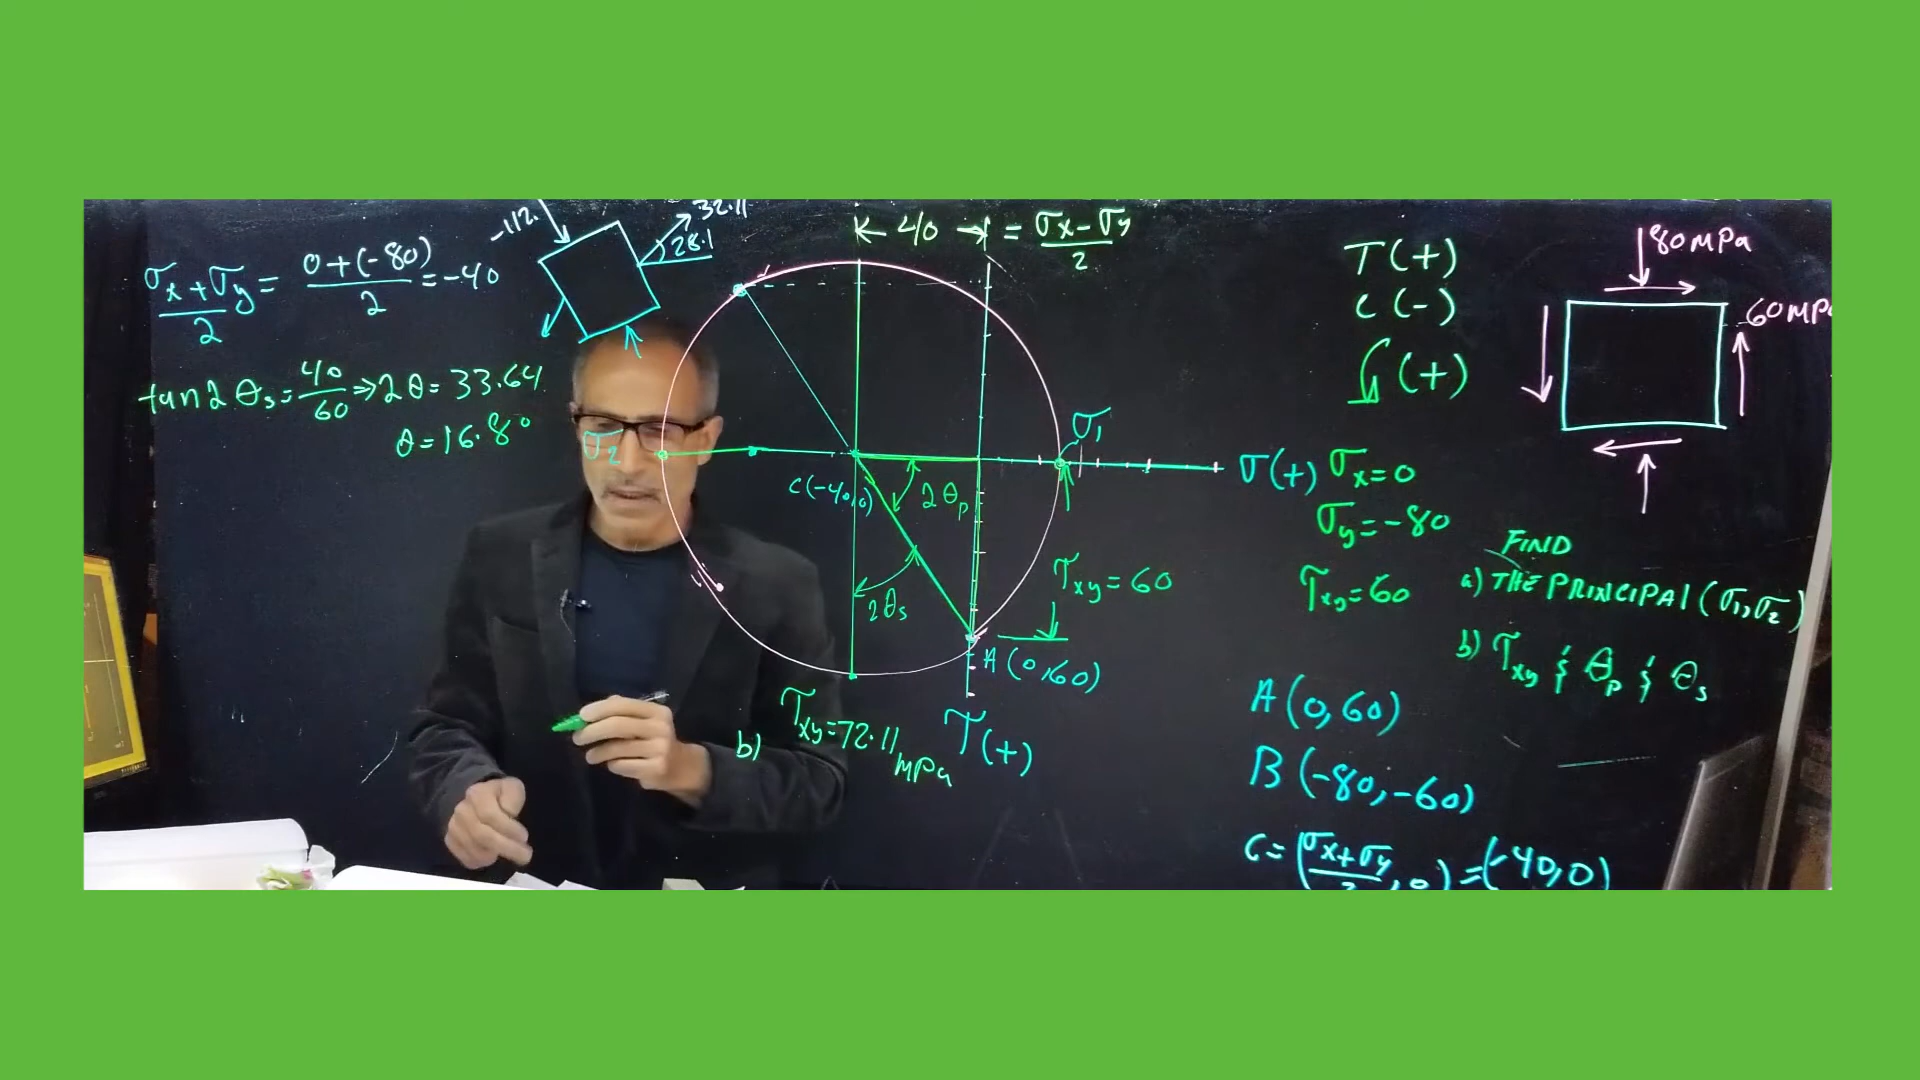 σx+σy/2 = 0+(-80)/2 = -40
tan2θs = 40/60 ⇒ 2θ = 33.64
θ = 16.8°
-112.
32.11
28.1
K 40 → = σx-σy/2
σ2
σ1
C(-40,0)
2θp
2θs
σ(+)
τxy=60
A(0,60)
b) τxy=72.11 MPa
τ(+)
T(+)
C(-)
(+)
80MPa
60MPa
σx=0
σy=-80
τxy=60
FIND
a) THE PRINCIPAl (σ1,σ2)
b) τxy & θp & θs
A(0,60)
B(-80,-60)
C=(σx+σy/2,0)=(-40,0)